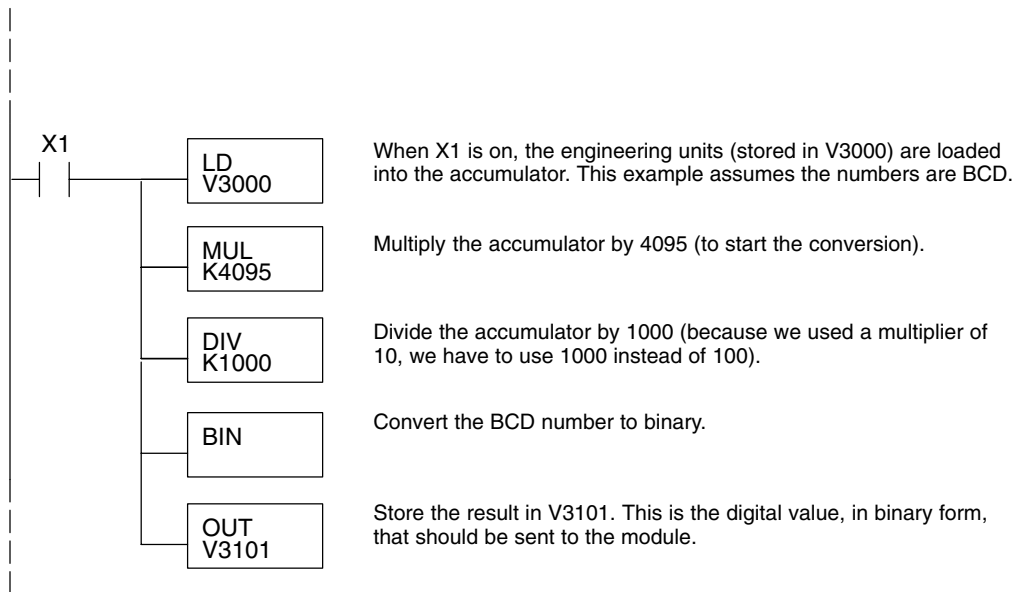 X1
LD
V3000
When X1 is on, the engineering units (stored in V3000) are loaded
into the accumulator. This example assumes the numbers are BCD.
MUL
K4095
Multiply the accumulator by 4095 (to start the conversion).
DIV
K1000
Divide the accumulator by 1000 (because we used a multiplier of
10, we have to use 1000 instead of 100).
BIN
Convert the BCD number to binary.
OUT
V3101
Store the result in V3101. This is the digital value, in binary form,
that should be sent to the module.